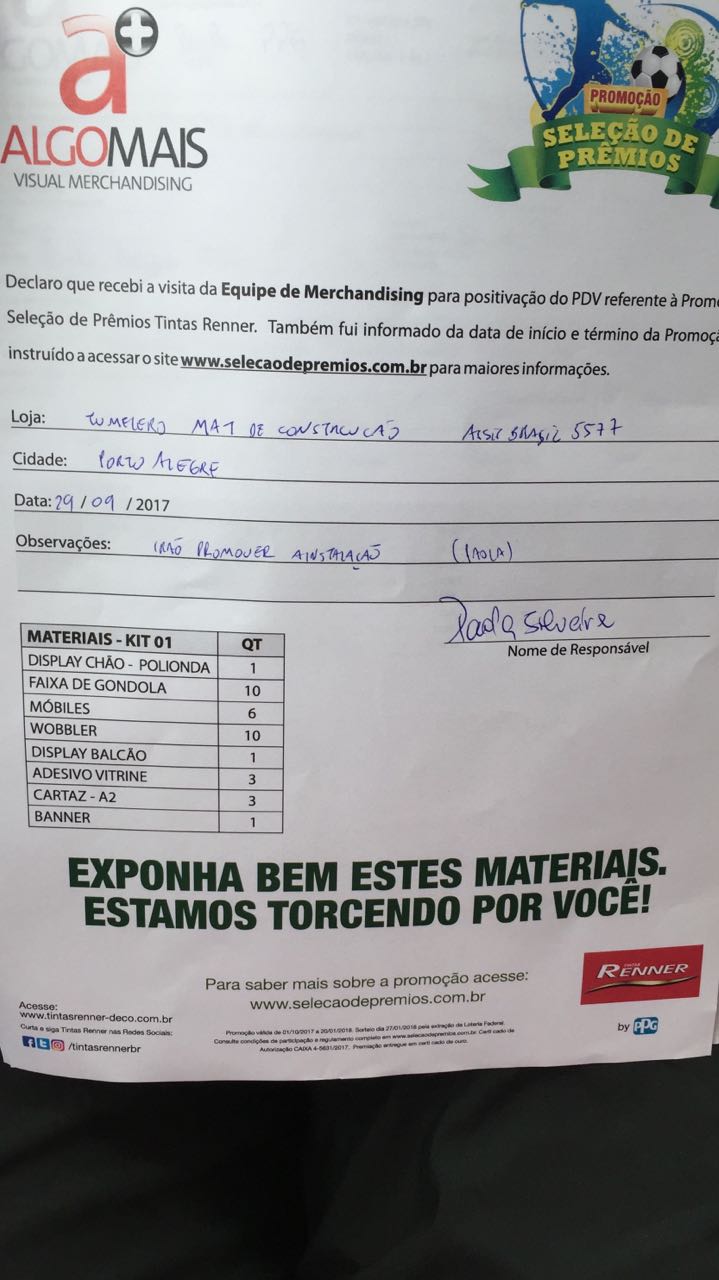 a+
ALGOMAIS
VISUAL MERCHANDISING
PROMOÇÃO
SELEÇÃO DE
PRÊMIOS
Declaro que recebi a visita da Equipe de Merchandising para positivação do PDV referente à Promo
Seleção de Prêmios Tintas Renner. Também fui informado da data de início e término da Promoçã
instruído a acessar o site www.selecaodepremios.com.br para maiores informações.
Loja: TUMELERO MAT DE CONSTRUCÃO ASSIS BRASIL 5577
Cidade: PORTO ALEGRE
Data: 29 / 09 / 2017
Observações: IRÃO PROMOVER A INSTALAÇÃO (PAOLA)
Paola Silveira
Nome de Responsável
MATERIAIS - KIT 01 QT
DISPLAY CHÃO - POLIONDA 1
FAIXA DE GONDOLA 10
MÓBILES 6
WOBBLER 10
DISPLAY BALCÃO 1
ADESIVO VITRINE 3
CARTAZ - A2 3
BANNER 1
EXPONHA BEM ESTES MATERIAIS.
ESTAMOS TORCENDO POR VOCÊ!
Para saber mais sobre a promoção acesse:
www.selecaodepremios.com.br
TINTAS
RENNER
by PPG
Acesse:
www.tintasrenner-deco.com.br
Curta e siga Tintas Renner nas Redes Sociais:
/tintasrennerbr
Promoção válida de 01/10/2017 a 20/01/2018. Sorteio dia 27/01/2018 pela extração da Loteria Federal.
Consulte condições de participação e regulamento completo em www.selecaodepremios.com.br. Certi cado de
Autorização CAIXA 4-5631/2017. Premiação entregue em certi cado de ouro.